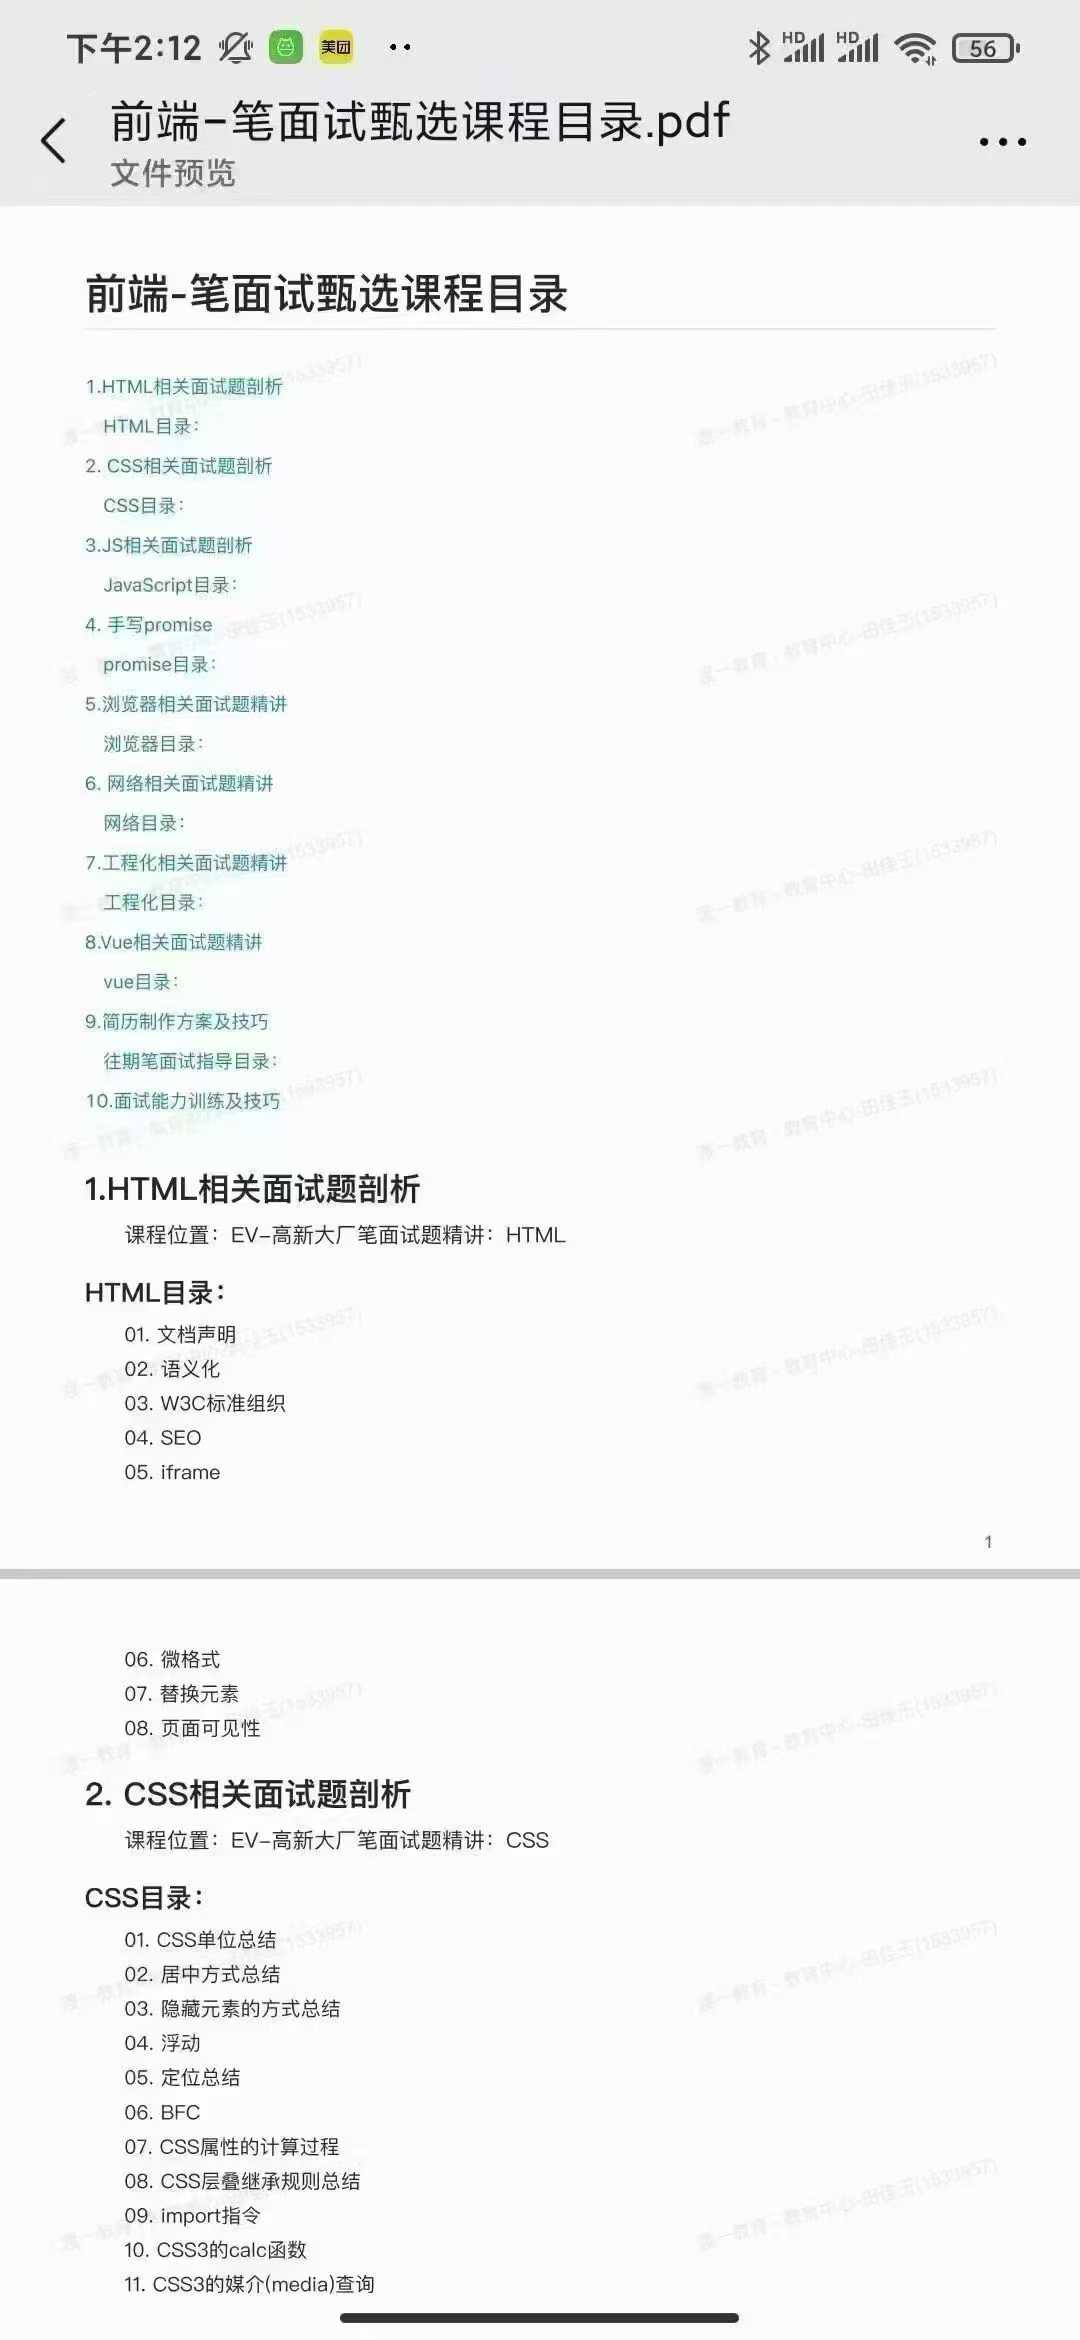 下午2:12
美团
HD
HD
56
前端-笔面试甄选课程目录.pdf
文件预览
前端-笔面试甄选课程目录
1.HTML相关面试题剖析
HTML目录：
2. CSS相关面试题剖析
CSS目录：
3.JS相关面试题剖析
JavaScript目录：
4. 手写promise
promise目录：
5.浏览器相关面试题精讲
浏览器目录：
6. 网络相关面试题精讲
网络目录：
7.工程化相关面试题精讲
工程化目录：
8.Vue相关面试题精讲
vue目录：
9.简历制作方案及技巧
往期笔面试指导目录：
10.面试能力训练及技巧
1.HTML相关面试题剖析
课程位置：EV-高新大厂笔面试题精讲：HTML
HTML目录：
01. 文档声明
02. 语义化
03. W3C标准组织
04. SEO
05. iframe
1
06. 微格式
07. 替换元素
08. 页面可见性
2. CSS相关面试题剖析
课程位置：EV-高新大厂笔面试题精讲：CSS
CSS目录：
01. CSS单位总结
02. 居中方式总结
03. 隐藏元素的方式总结
04. 浮动
05. 定位总结
06. BFC
07. CSS属性的计算过程
08. CSS层叠继承规则总结
09. import指令
10. CSS3的calc函数
11. CSS3的媒介(media)查询